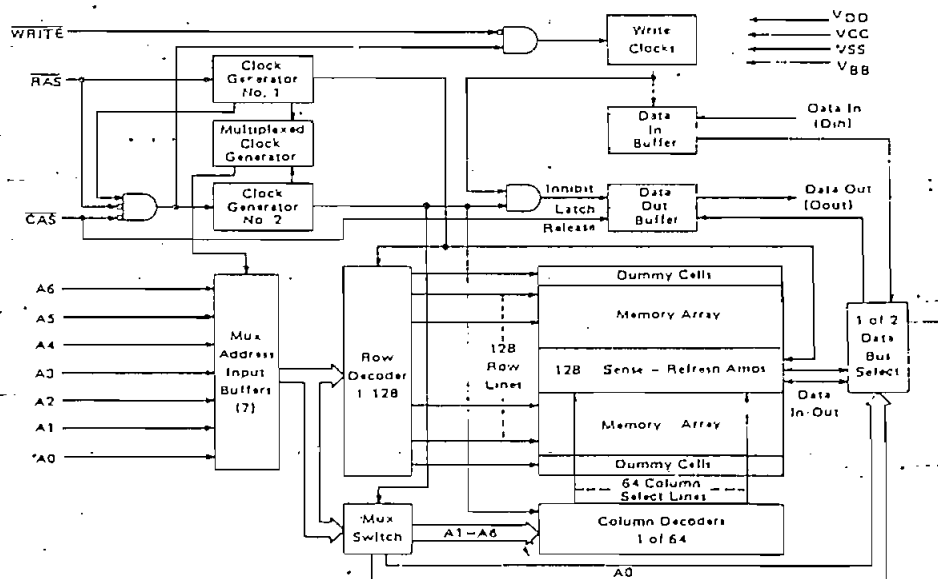 WRITE
Write
Clocks
VDD
VCC
VSS
VBB
RAS
Clock
Generator
No. 1
Multiplexed
Clock
Generator
Clock
Generator
No. 2
CAS
Data
In
Buffer
Data In
(Din)
Inhibit
Latch
Release
Data
Out
Buffer
Data Out
(Dout)
A6
A5
A4
A3
A2
A1
*A0
Mux
Address
Input
Buffers
(7)
Row
Decoder
1 128
128
Row
Lines
Dummy Cells
Memory Array
128 Sense - Refresh Amps
Memory Array
Dummy Cells
1 of 2
Data
Bus
Select
Data
In-Out
64 Column
Select Lines
Mux
Switch
A1-A6
Column Decoders
1 of 64
A0